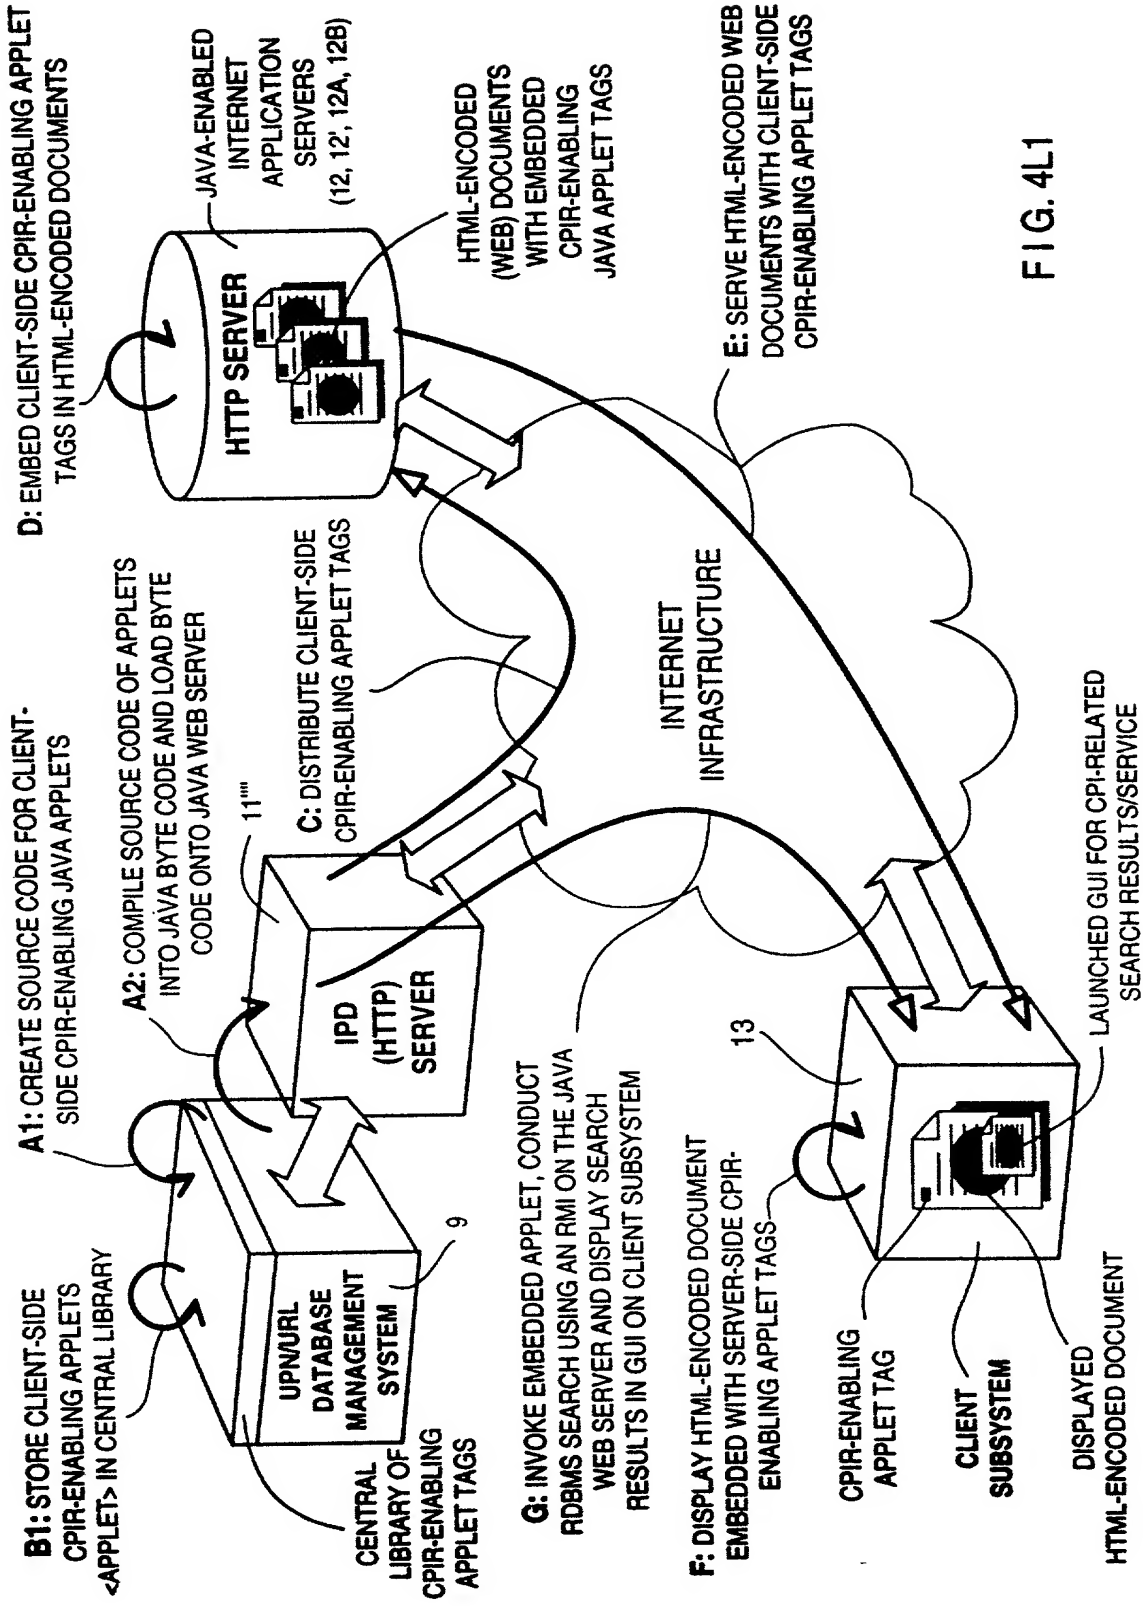 B1: STORE CLIENT-SIDE
CPIR-ENABLING APPLETS
<APPLET> IN CENTRAL LIBRARY
A1: CREATE SOURCE CODE FOR CLIENT-
SIDE CPIR-ENABLING JAVA APPLETS
A2: COMPILE SOURCE CODE OF APPLETS
INTO JAVA BYTE CODE AND LOAD BYTE
CODE ONTO JAVA WEB SERVER
11""
D: EMBED CLIENT-SIDE CPIR-ENABLING APPLET
TAGS IN HTML-ENCODED DOCUMENTS
JAVA-ENABLED
INTERNET
APPLICATION
SERVERS
(12, 12', 12A, 12B)
HTTP SERVER
HTML-ENCODED
(WEB) DOCUMENTS
WITH EMBEDDED
CPIR-ENABLING
JAVA APPLET TAGS
C: DISTRIBUTE CLIENT-SIDE
CPIR-ENABLING APPLET TAGS
UPN/URL
DATABASE
MANAGEMENT
SYSTEM
9
IPD
(HTTP)
SERVER
CENTRAL
LIBRARY OF
CPIR-ENABLING
APPLET TAGS
G: INVOKE EMBEDDED APPLET, CONDUCT
RDBMS SEARCH USING AN RMI ON THE JAVA
WEB SERVER AND DISPLAY SEARCH
RESULTS IN GUI ON CLIENT SUBSYSTEM
INTERNET
INFRASTRUCTURE
E: SERVE HTML-ENCODED WEB
DOCUMENTS WITH CLIENT-SIDE
CPIR-ENABLING APPLET TAGS
F: DISPLAY HTML-ENCODED DOCUMENT
EMBEDDED WITH SERVER-SIDE CPIR-
ENABLING APPLET TAGS
13
CPIR-ENABLING
APPLET TAG
CLIENT
SUBSYSTEM
DISPLAYED
HTML-ENCODED DOCUMENT
LAUNCHED GUI FOR CPI-RELATED
SEARCH RESULTS/SERVICE
FIG. 4L1